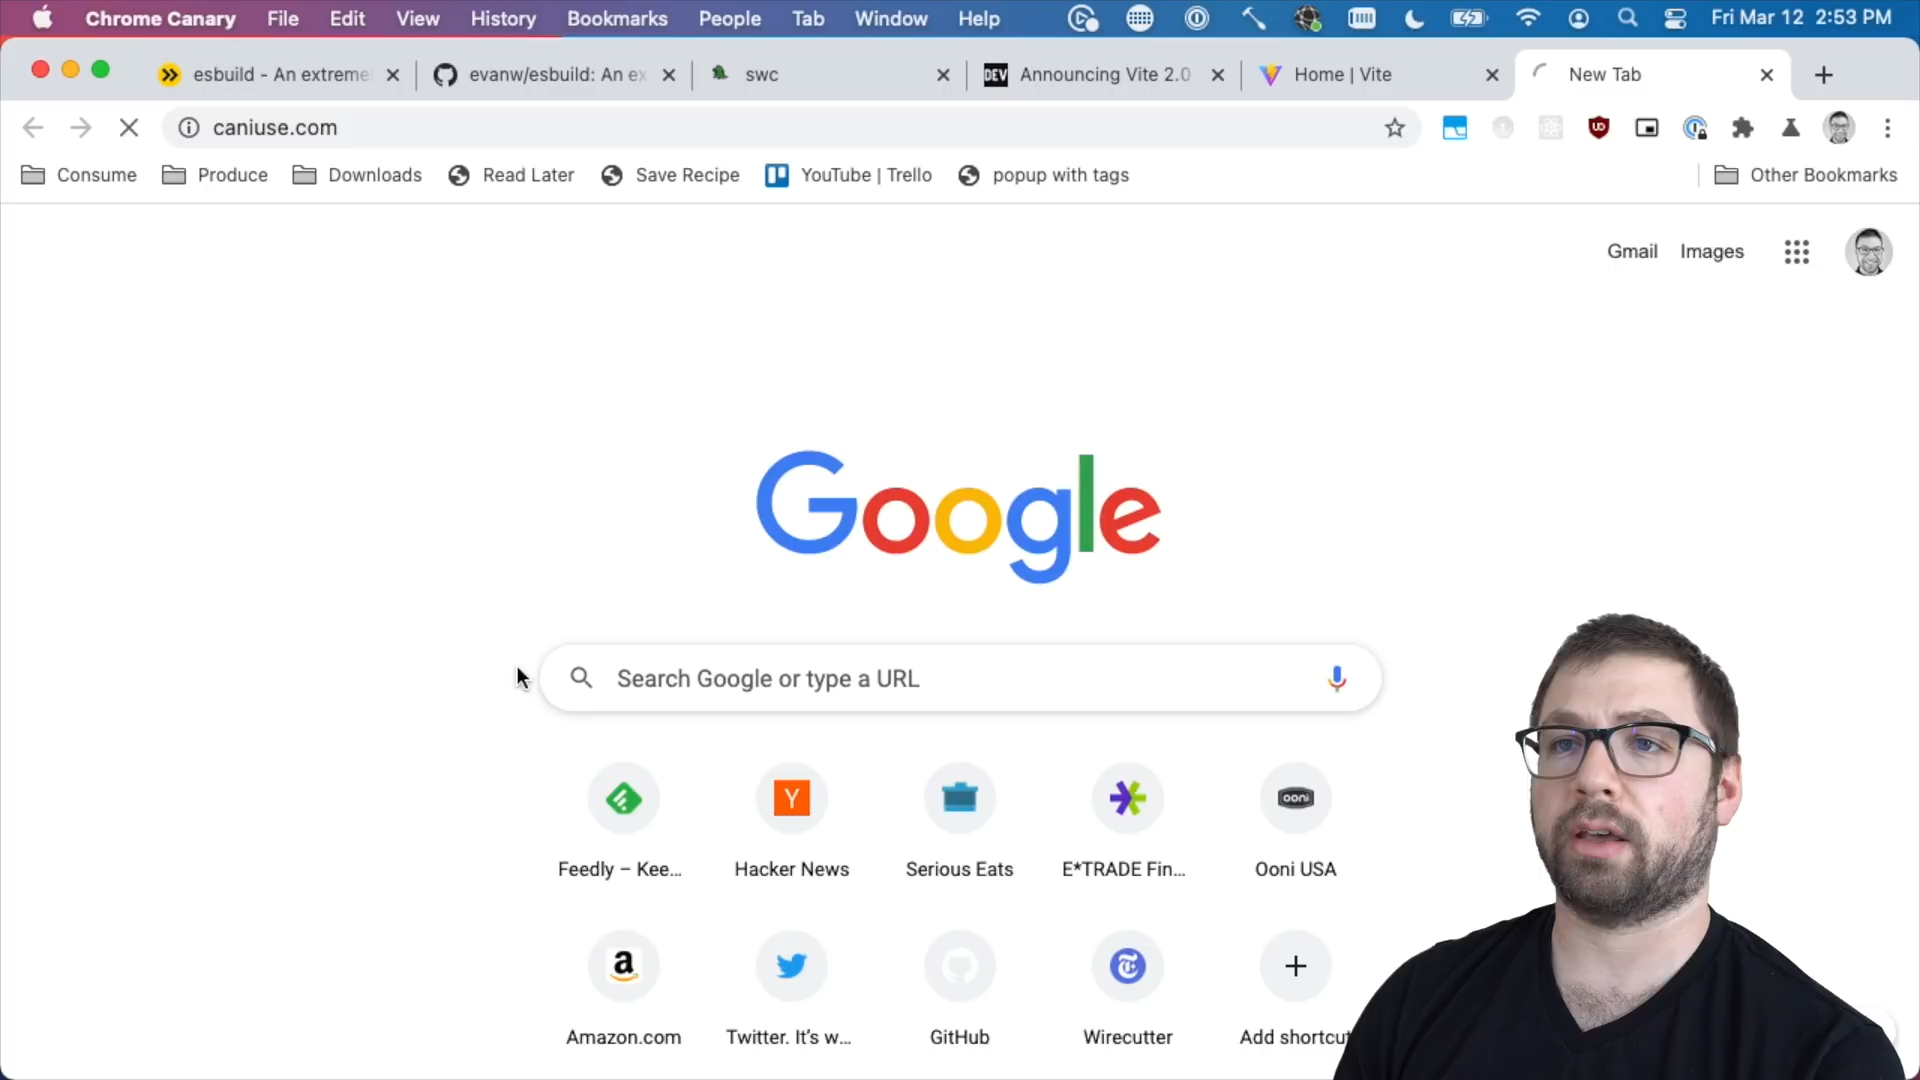 Chrome Canary File Edit View History Bookmarks People Tab Window Help Fri Mar 12 2:53 PM
esbuild - An extreme evanw/esbuild: An ex swc DEV Announcing Vite 2.0 Home | Vite New Tab
caniuse.com
Consume Produce Downloads Read Later Save Recipe YouTube | Trello popup with tags Other Bookmarks
Gmail Images
Google
Search Google or type a URL
Y ooni
Feedly – Kee... Hacker News Serious Eats E*TRADE Fin... Ooni USA
a
Amazon.com Twitter. It's w... GitHub Wirecutter Add shortcut